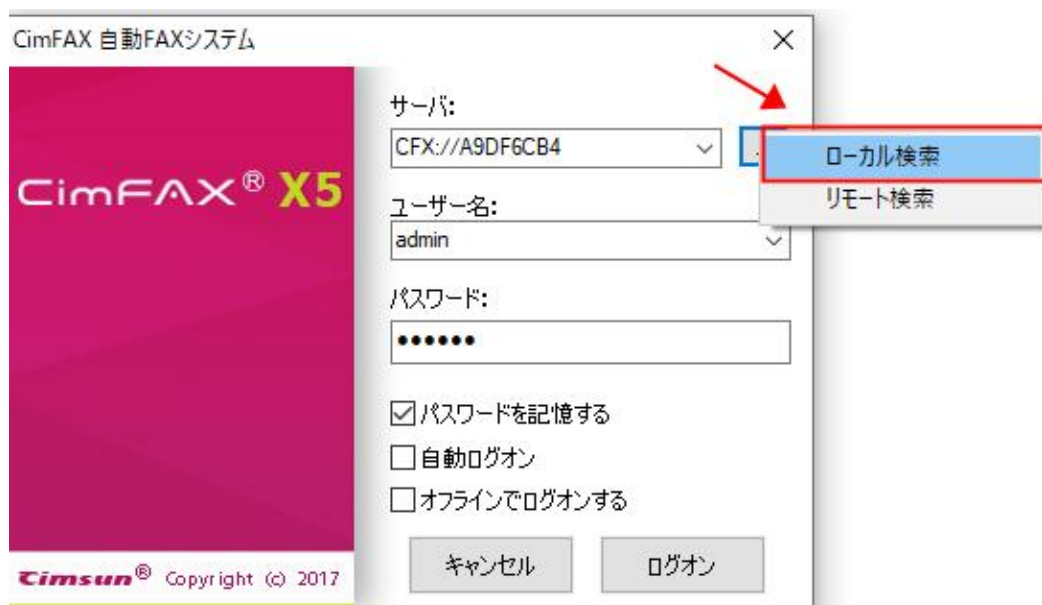 CimFAX 自動FAXシステム
サーバ:
CFX://A9DF6CB4
ローカル検索
リモート検索
CimFAX® X5
ユーザー名:
admin
パスワード:
●●●●●●
パスワードを記憶する
自動ログオン
オフラインでログオンする
キャンセル
ログオン
Cimsun® Copyright (c) 2017